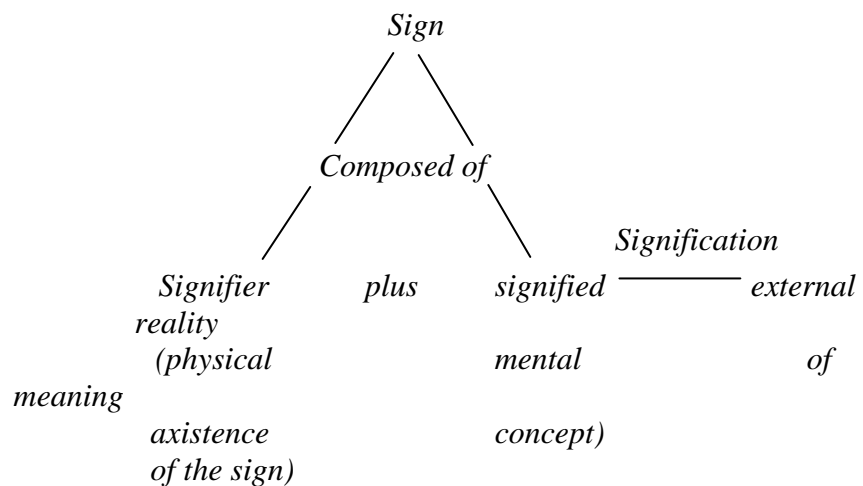 Sign
Composed of
Signification
Signifier plus signified external
reality
(physical mental of
meaning
axistence concept)
of the sign)